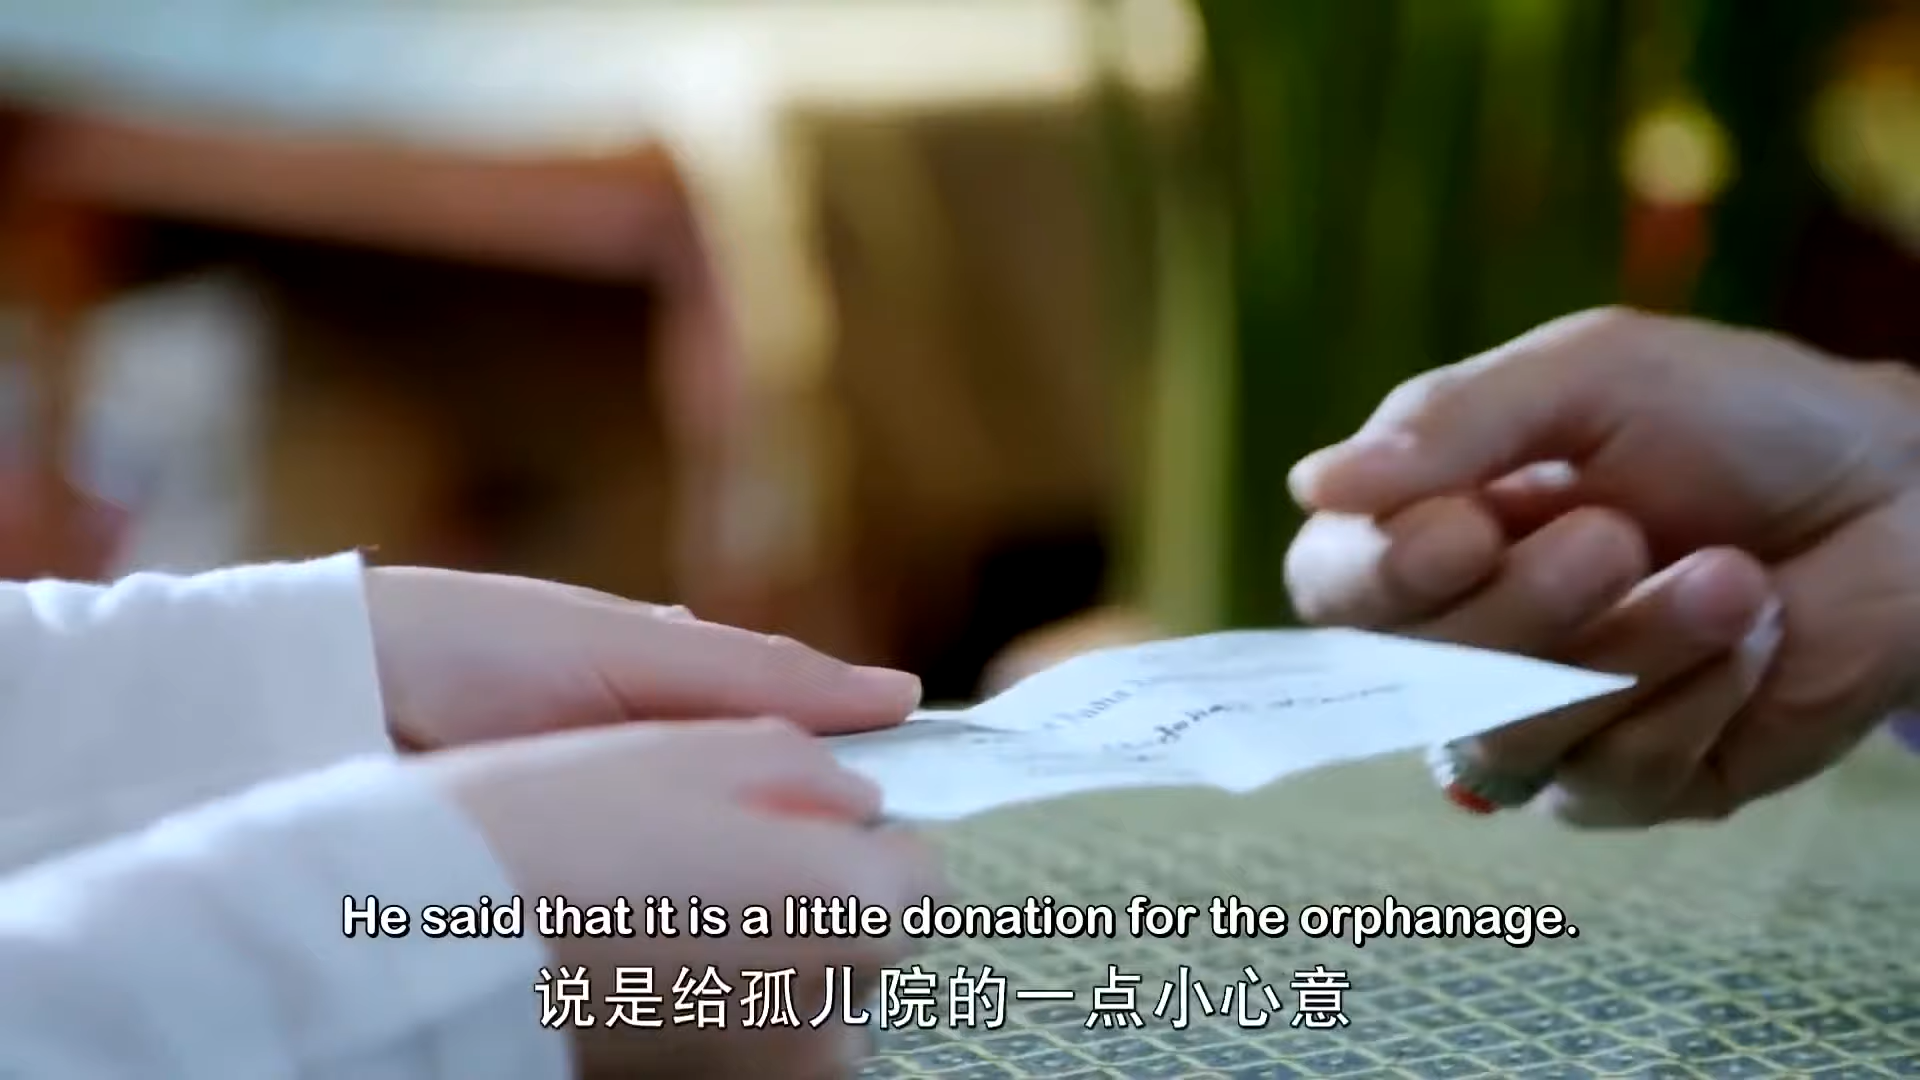 He said that it is a little donation for the orphanage.
说是给孤儿院的一点小心意